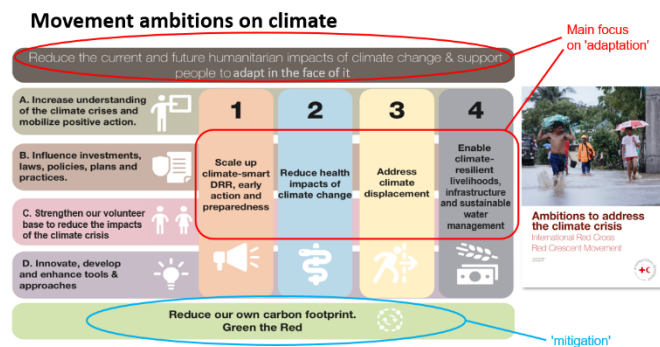 Movement ambitions on climate
Main focus
on 'adaptation'
Reduce the current and future humanitarian impacts of climate change & support
people to adapt in the face of it
A. Increase understanding
of the climate crises and
mobilize positive action.
B. Influence investments,
laws, policies, plans and
practices.
C. Strengthen our volunteer
base to reduce the impacts
of the climate crisis
D. Innovate, develop
and enhance tools &
approaches
1
Scale up
climate-smart
DRR, early
action and
preparedness
2
Reduce health
impacts of
climate change
3
Address
climate
displacement
4
Enable
climate-
resilient
livelihoods,
infrastructure
and sustainable
water
management
Reduce our own carbon footprint.
Green the Red
'mitigation'
Ambitions to address
the climate crisis
International Red Cross
Red Crescent Movement